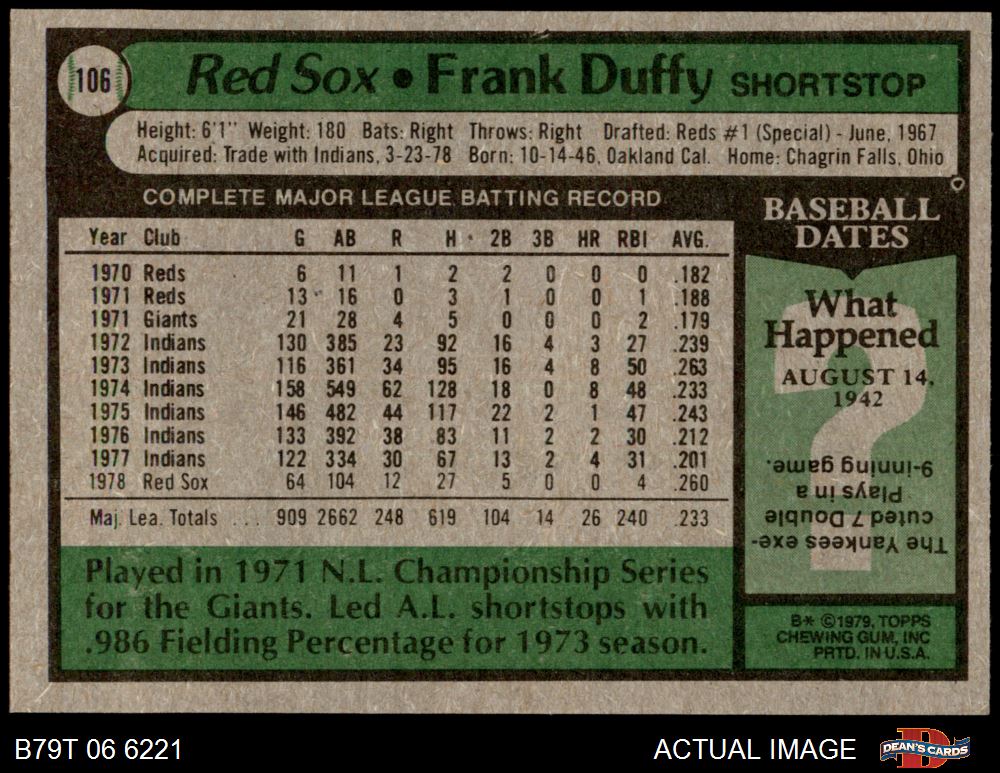 106
Red Sox • Frank Duffy SHORTSTOP
Height: 6'1" Weight: 180 Bats: Right Throws: Right Drafted: Reds #1 (Special) - June, 1967
Acquired: Trade with Indians, 3-23-78 Born: 10-14-46, Oakland Cal. Home: Chagrin Falls, Ohio
COMPLETE MAJOR LEAGUE BATTING RECORD
Year Club G AB R H 2B 3B HR RBI AVG.
1970 Reds 6 11 1 2 2 0 0 0 .182
1971 Reds 13 16 0 3 1 0 0 1 .188
1971 Giants 21 28 4 5 0 0 0 2 .179
1972 Indians 130 385 23 92 16 4 3 27 .239
1973 Indians 116 361 34 95 16 4 8 50 .263
1974 Indians 158 549 62 128 18 0 8 48 .233
1975 Indians 146 482 44 117 22 2 1 47 .243
1976 Indians 133 392 38 83 11 2 2 30 .212
1977 Indians 122 334 30 67 13 2 4 31 .201
1978 Red Sox 64 104 12 27 5 0 0 4 .260
Maj. Lea. Totals ... 909 2662 248 619 104 14 26 240 .233
Played in 1971 N.L. Championship Series
for the Giants. Led A.L. shortstops with
.986 Fielding Percentage for 1973 season.
BASEBALL
DATES
What
Happened
AUGUST 14,
1942
?
The Yankees exe-
cuted 7 Double
Plays in a
9-inning game.
B* ©1979, TOPPS
CHEWING GUM, INC
PRTD. IN U.S.A.
B79T 06 6221
ACTUAL IMAGE
DEAN'S CARDS